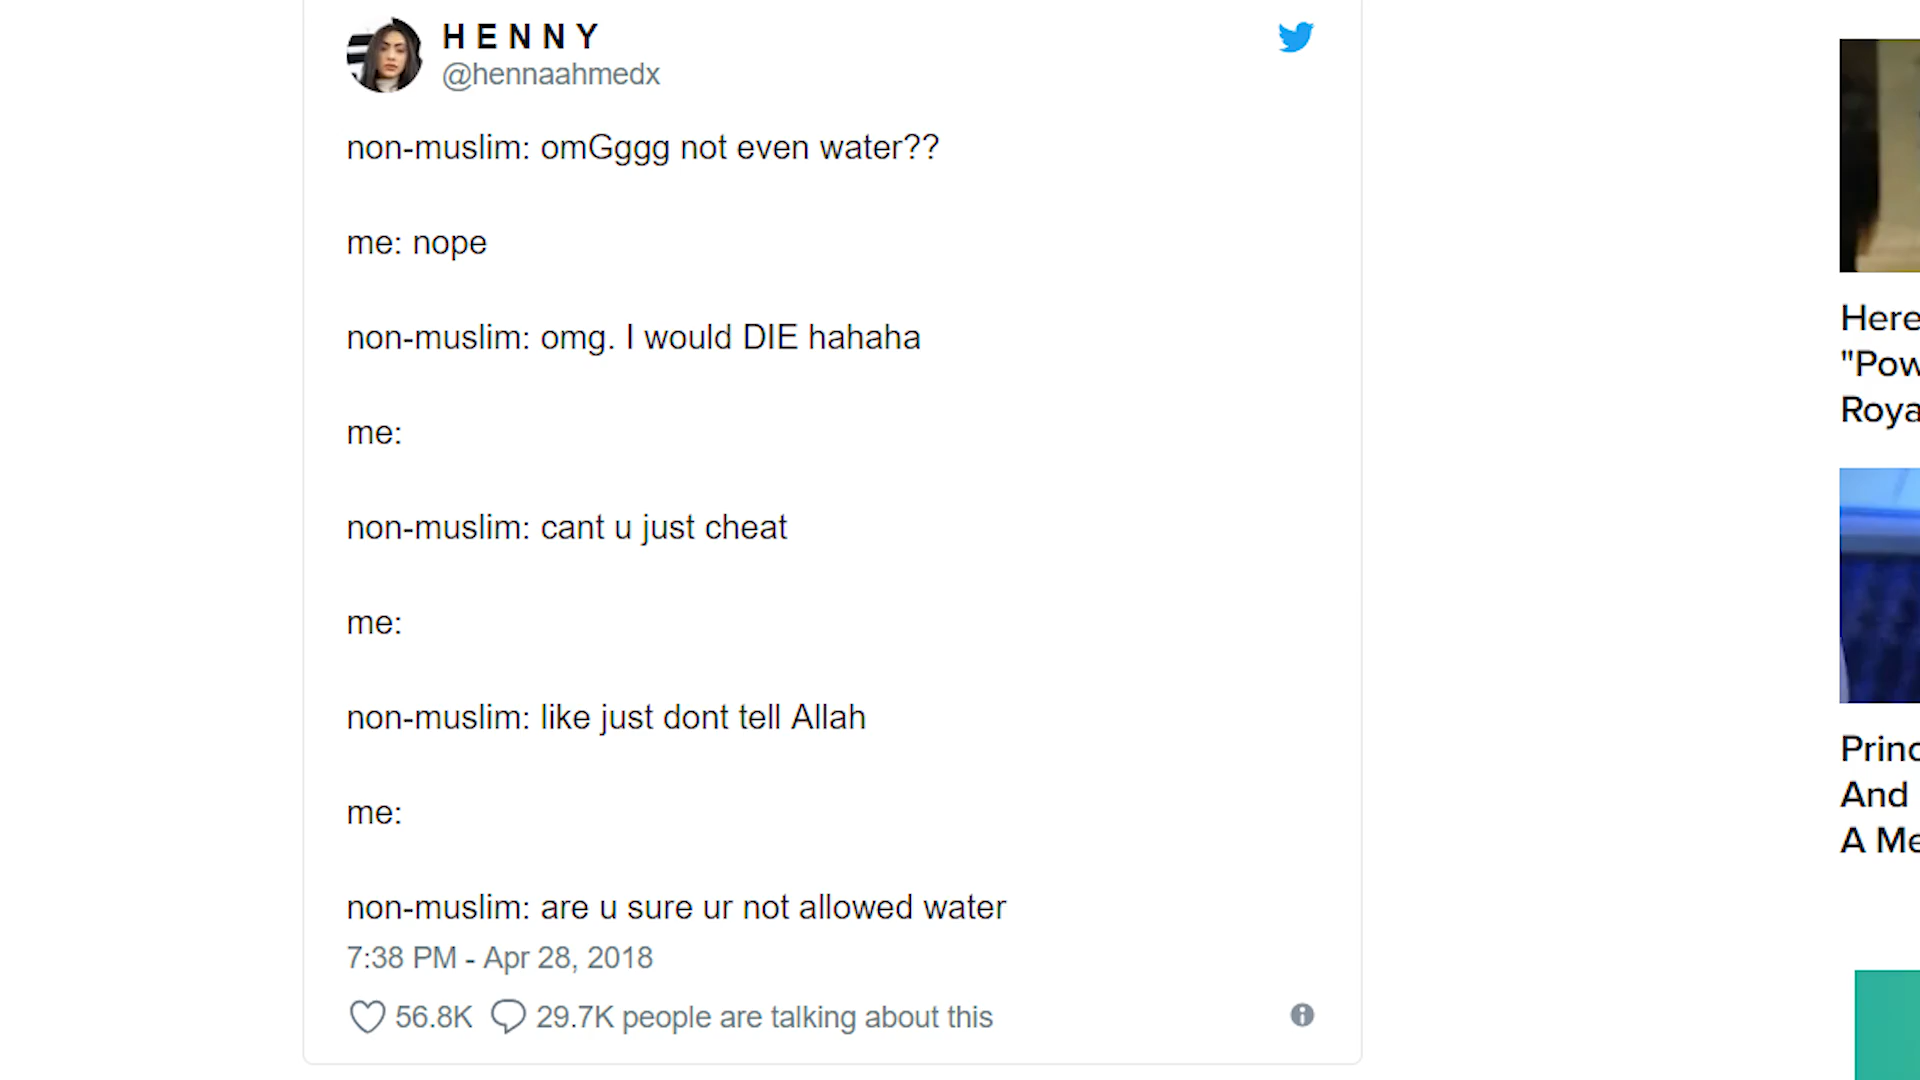 H E N N Y
@hennaahmedx
non-muslim: omGggg not even water??
me: nope
non-muslim: omg. I would DIE hahaha
me:
non-muslim: cant u just cheat
me:
non-muslim: like just dont tell Allah
me:
non-muslim: are u sure ur not allowed water
7:38 PM - Apr 28, 2018
56.8K 29.7K people are talking about this
Here
"Pow
Roya
Princ
And
A Me